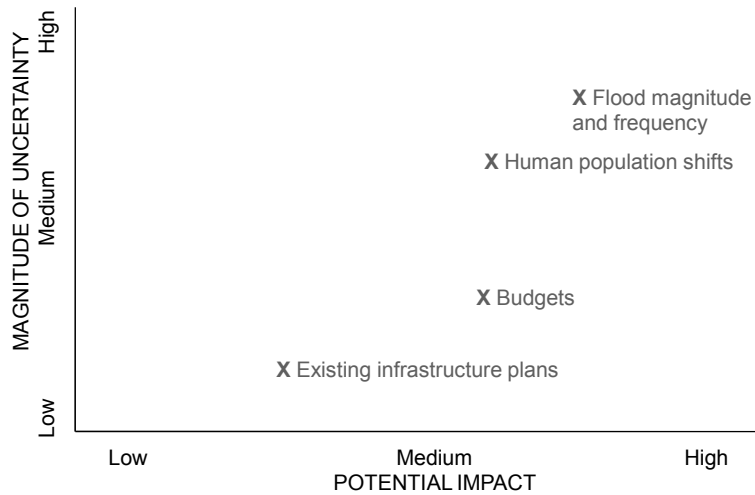 MAGNITUDE OF UNCERTAINTY
High
Medium
Low
X Flood magnitude
and frequency
X Human population shifts
X Budgets
X Existing infrastructure plans
Low
Medium
High
POTENTIAL IMPACT